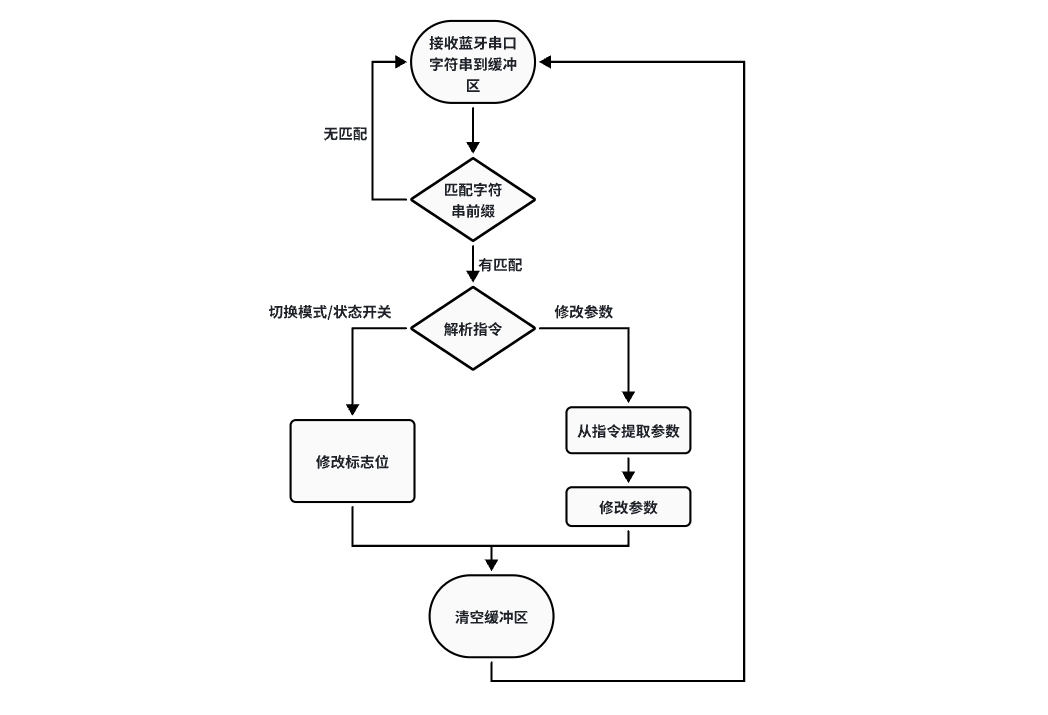 接收蓝牙串口
字符串到缓冲
区
无匹配
匹配字符
串前缀
有匹配
切换模式/状态开关
解析指令
修改参数
从指令提取参数
修改标志位
修改参数
清空缓冲区